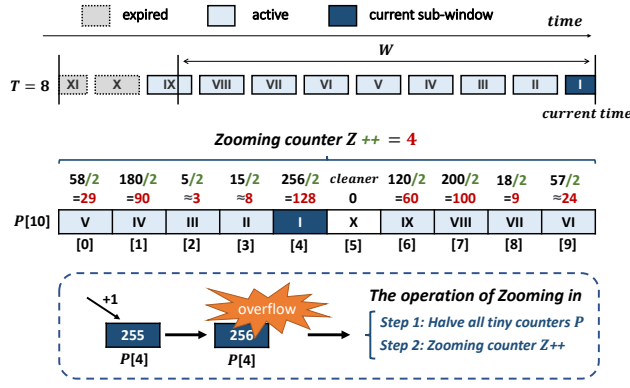 expired active current sub-window
time
W
T = 8 XI X IX VIII VII VI V IV III II I
current time
Zooming counter Z ++ = 4
58/2 180/2 5/2 15/2 256/2 cleaner 120/2 200/2 18/2 57/2
=29 =90 ≈3 ≈8 =128 0 =60 =100 =9 ≈24
P[10] V IV III II I X IX VIII VII VI
[0] [1] [2] [3] [4] [5] [6] [7] [8] [9]
overflow
The operation of Zooming in
+1
Step 1: Halve all tiny counters P
255 256
Step 2: Zooming counter Z++
P[4] P[4]